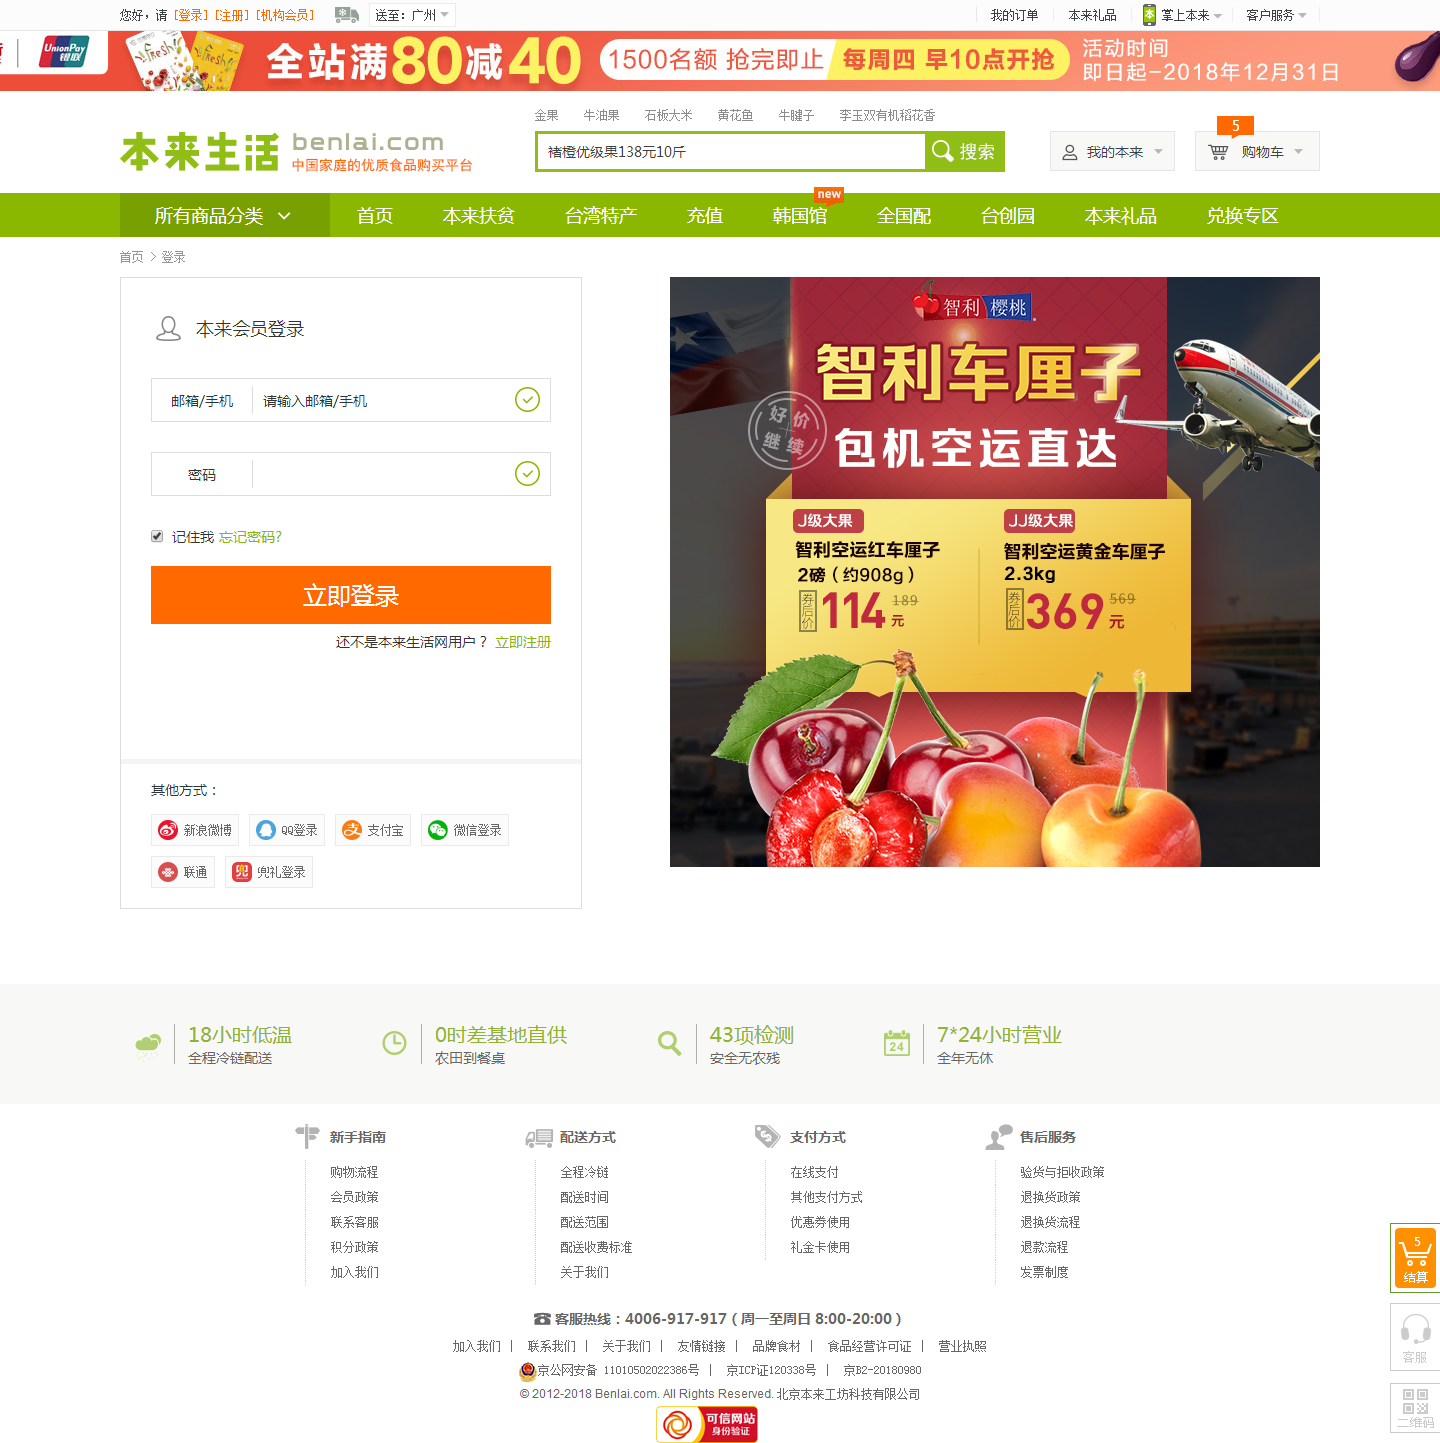 您好，请 [登录] [注册] [机构会员] 送至：广州 我的订单 本来礼品 掌上本来 客户服务
UnionPay 银联 全站满80减40 1500名额 抢完即止 每周四 早10点开抢 活动时间
即日起-2018年12月31日
金果 牛油果 石板大米 黄花鱼 牛腱子 李玉双有机稻花香
本来生活 benlai.com
中国家庭的优质食品购买平台
褚橙优级果138元10斤 搜索
我的本来 购物车 5
所有商品分类 首页 本来扶贫 台湾特产 充值 韩国馆 new 全国配 台创园 本来礼品 兑换专区
首页 > 登录
本来会员登录
邮箱/手机 请输入邮箱/手机
密码
记住我 忘记密码?
立即登录
还不是本来生活网用户？ 立即注册
其他方式：
新浪微博 QQ登录 支付宝 微信登录
联通 兜礼登录
智利 樱桃
智利车厘子
好价继续
包机空运直达
J级大果
智利空运红车厘子
2磅（约908g）
券后价 114元 189
JJ级大果
智利空运黄金车厘子
2.3kg
券后价 369元 569
18小时低温
全程冷链配送
0时差基地直供
农田到餐桌
43项检测
安全无农残
24
7*24小时营业
全年无休
新手指南
购物流程
会员政策
联系客服
积分政策
加入我们
配送方式
全程冷链
配送时间
配送范围
配送收费标准
关于我们
支付方式
在线支付
其他支付方式
优惠券使用
礼金卡使用
售后服务
验货与拒收政策
退换货政策
退换货流程
退款流程
发票制度
5
结算
客服
二维码
客服热线：4006-917-917（周一至周日 8:00-20:00）
加入我们 | 联系我们 | 关于我们 | 友情链接 | 品牌食材 | 食品经营许可证 | 营业执照
京公网安备 11010502022386号 | 京ICP证120338号 | 京B2-20180980
© 2012-2018 Benlai.com. All Rights Reserved. 北京本来工坊科技有限公司
可信网站
身份验证